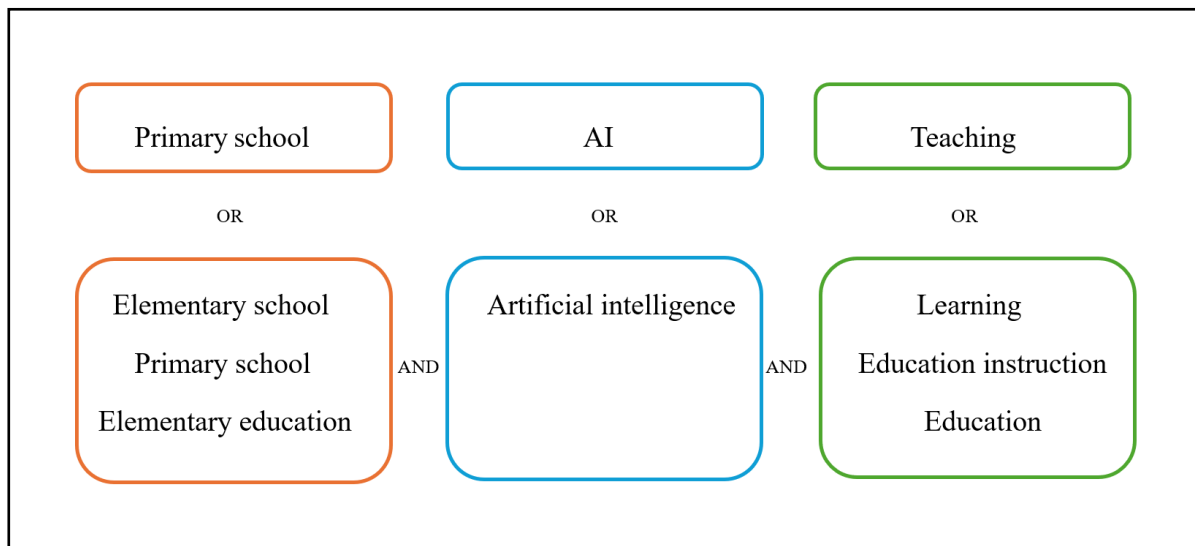 Primary school
AI
Teaching
OR
OR
OR
Elementary school
Primary school
Elementary education
AND
Artificial intelligence
AND
Learning
Education instruction
Education